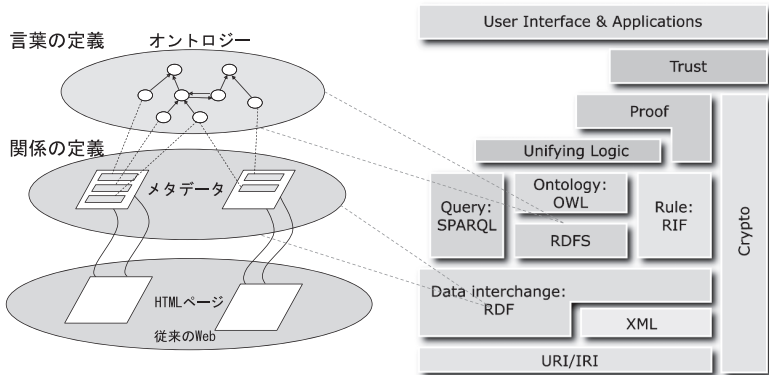 言葉の定義
オントロジー
関係の定義
メタデータ
HTMLページ
従来のWeb
User Interface & Applications
Trust
Proof
Unifying Logic
Query:
SPARQL
Ontology:
OWL
RDFS
Rule:
RIF
Crypto
Data interchange:
RDF
XML
URI/IRI